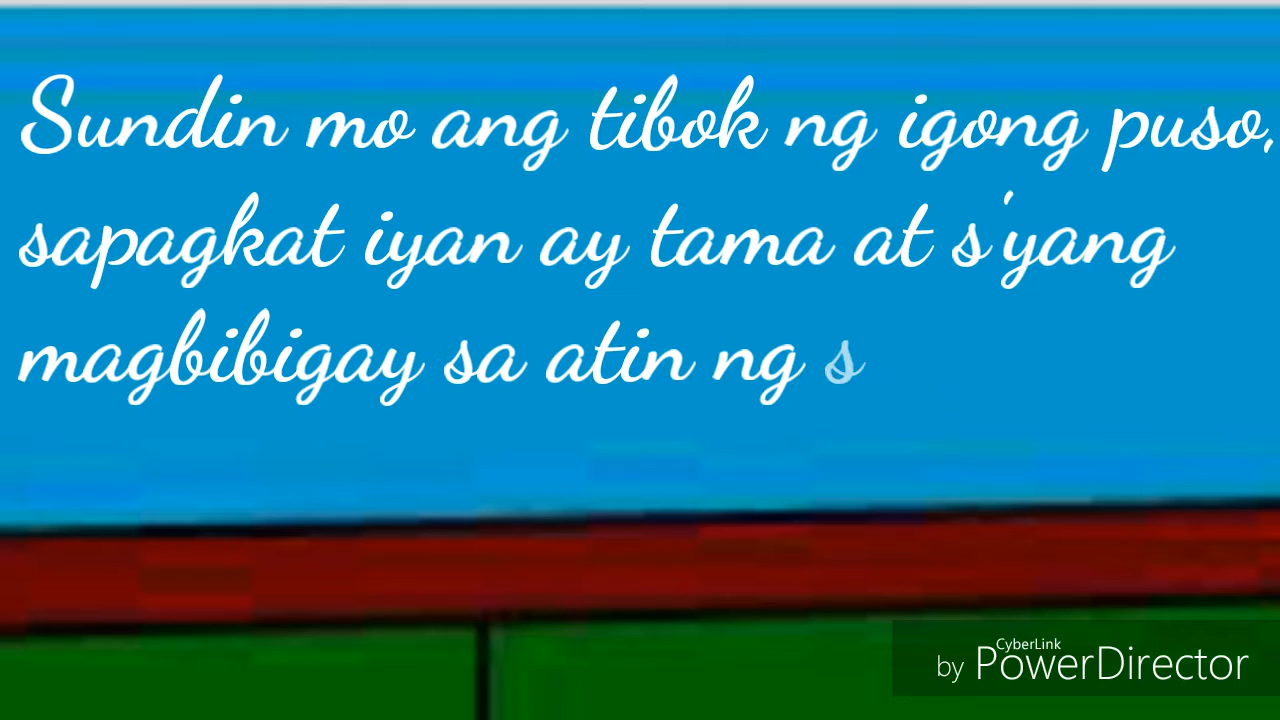 Sundin mo ang tibok ng igong puso,
sapagkat iyan ay tama at s'yang
magbibigay sa atin ng s
CyberLink
by PowerDirector